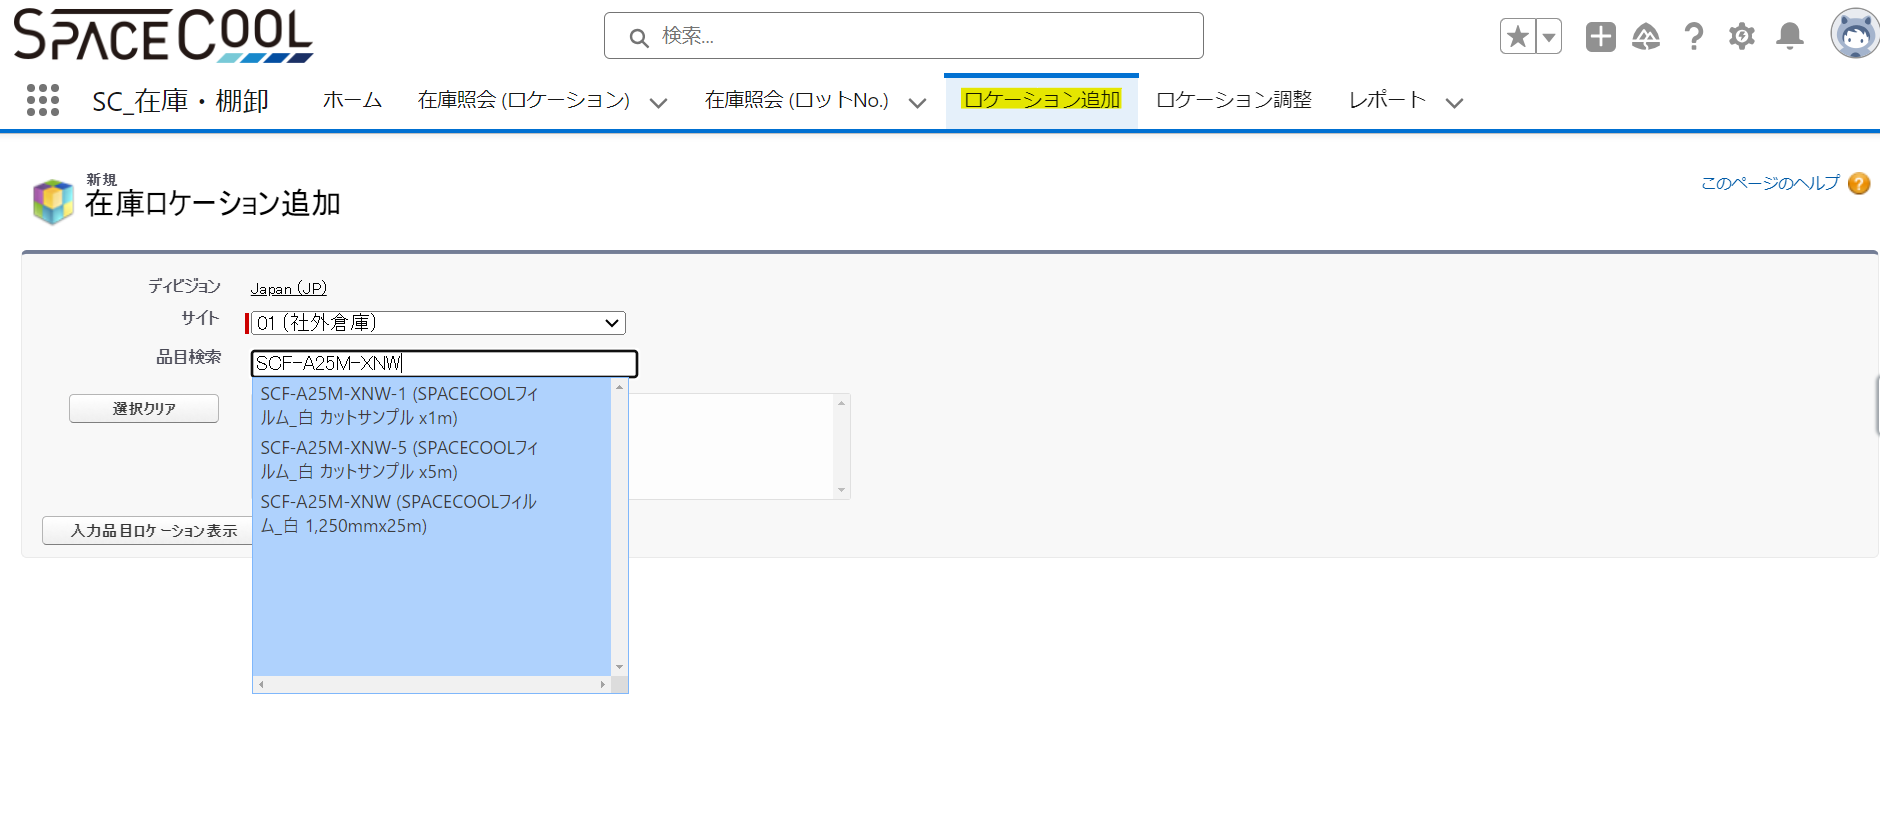 SPACECOOL
検索...
SC_在庫・棚卸
ホーム
在庫照会 (ロケーション)
在庫照会 (ロットNo.)
ロケーション追加
ロケーション調整
レポート
新規
在庫ロケーション追加
このページのヘルプ
ディビジョン
Japan (JP)
サイト
01 (社外倉庫)
品目検索
SCF-A25M-XNW
SCF-A25M-XNW-1 (SPACECOOLフィ
ルム_白 カットサンプル x1m)
SCF-A25M-XNW-5 (SPACECOOLフィ
ルム_白 カットサンプル x5m)
SCF-A25M-XNW (SPACECOOLフィル
ム_白 1,250mmx25m)
選択クリア
入力品目ロケーション表示